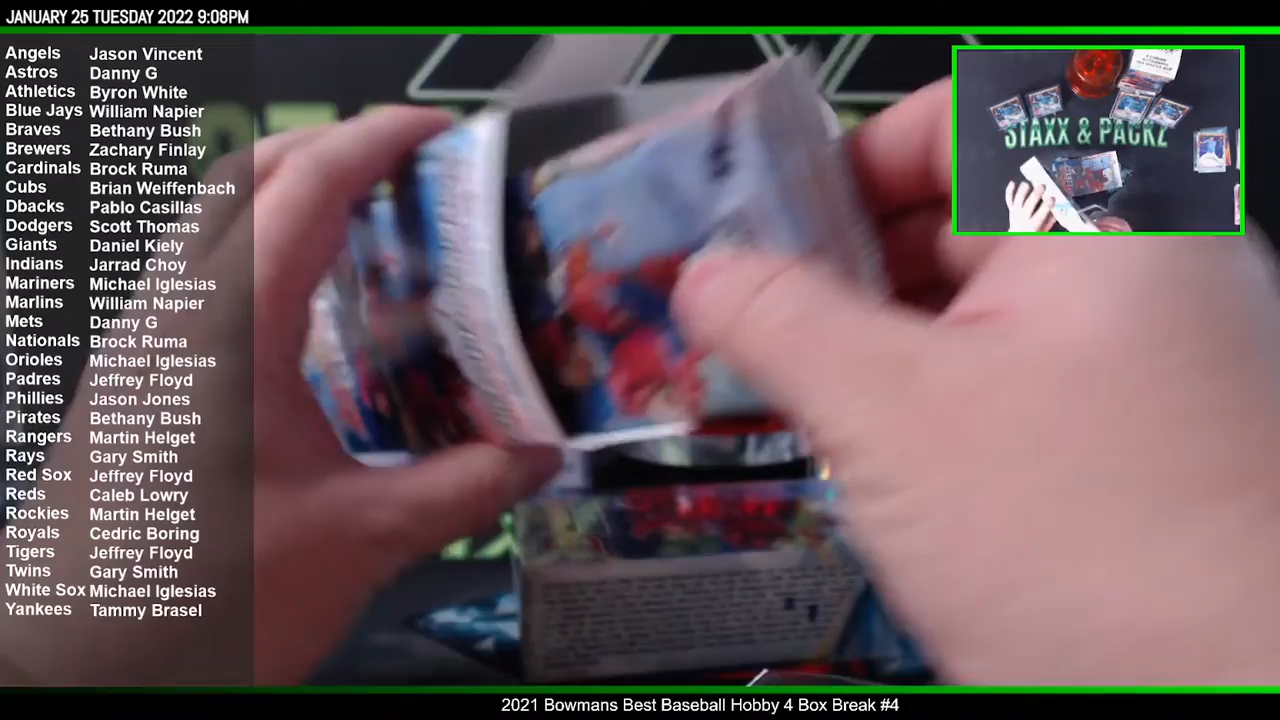 JANUARY 25 TUESDAY 2022 9:08PM
Angels Jason Vincent
Astros Danny G
Athletics Byron White
Blue Jays William Napier
Braves Bethany Bush
Brewers Zachary Finlay
Cardinals Brock Ruma
Cubs Brian Weiffenbach
Dbacks Pablo Casillas
Dodgers Scott Thomas
Giants Daniel Kiely
Indians Jarrad Choy
Mariners Michael Iglesias
Marlins William Napier
Mets Danny G
Nationals Brock Ruma
Orioles Michael Iglesias
Padres Jeffrey Floyd
Phillies Jason Jones
Pirates Bethany Bush
Rangers Martin Helget
Rays Gary Smith
Red Sox Jeffrey Floyd
Reds Caleb Lowry
Rockies Martin Helget
Royals Cedric Boring
Tigers Jeffrey Floyd
Twins Gary Smith
White Sox Michael Iglesias
Yankees Tammy Brasel
STAXX & PACKZ
2021 Bowmans Best Baseball Hobby 4 Box Break #4